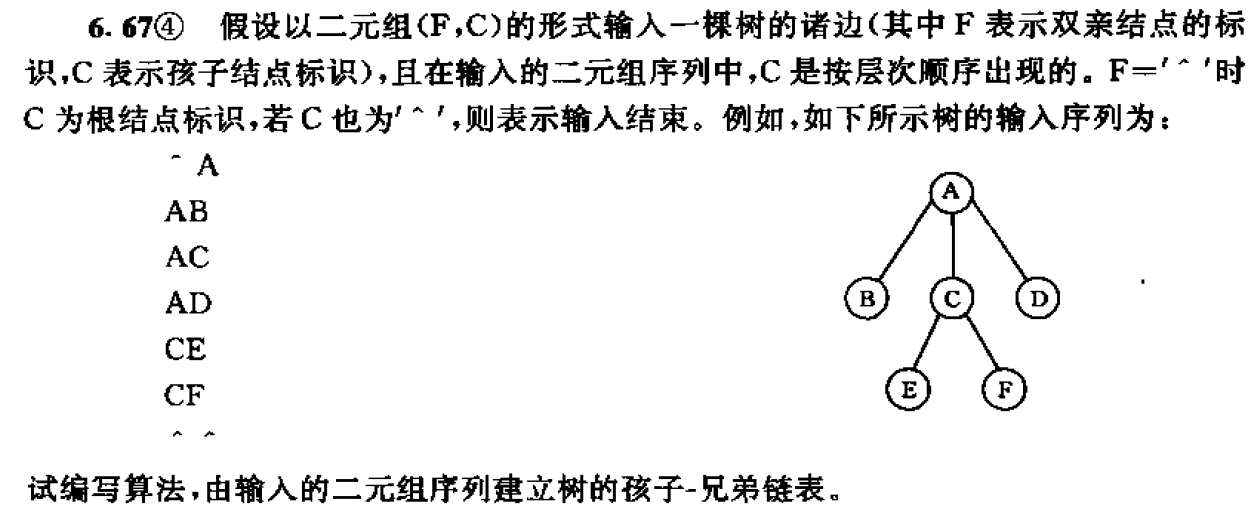 6.67④ 假设以二元组(F,C)的形式输入一棵树的诸边(其中 F 表示双亲结点的标
识,C 表示孩子结点标识),且在输入的二元组序列中,C 是按层次顺序出现的。F='^'时
C 为根结点标识,若 C 也为'^',则表示输入结束。例如,如下所示树的输入序列为:
^ A
AB
AC
AD
CE
CF
^ ^
A
B C D
E F
试编写算法,由输入的二元组序列建立树的孩子-兄弟链表。